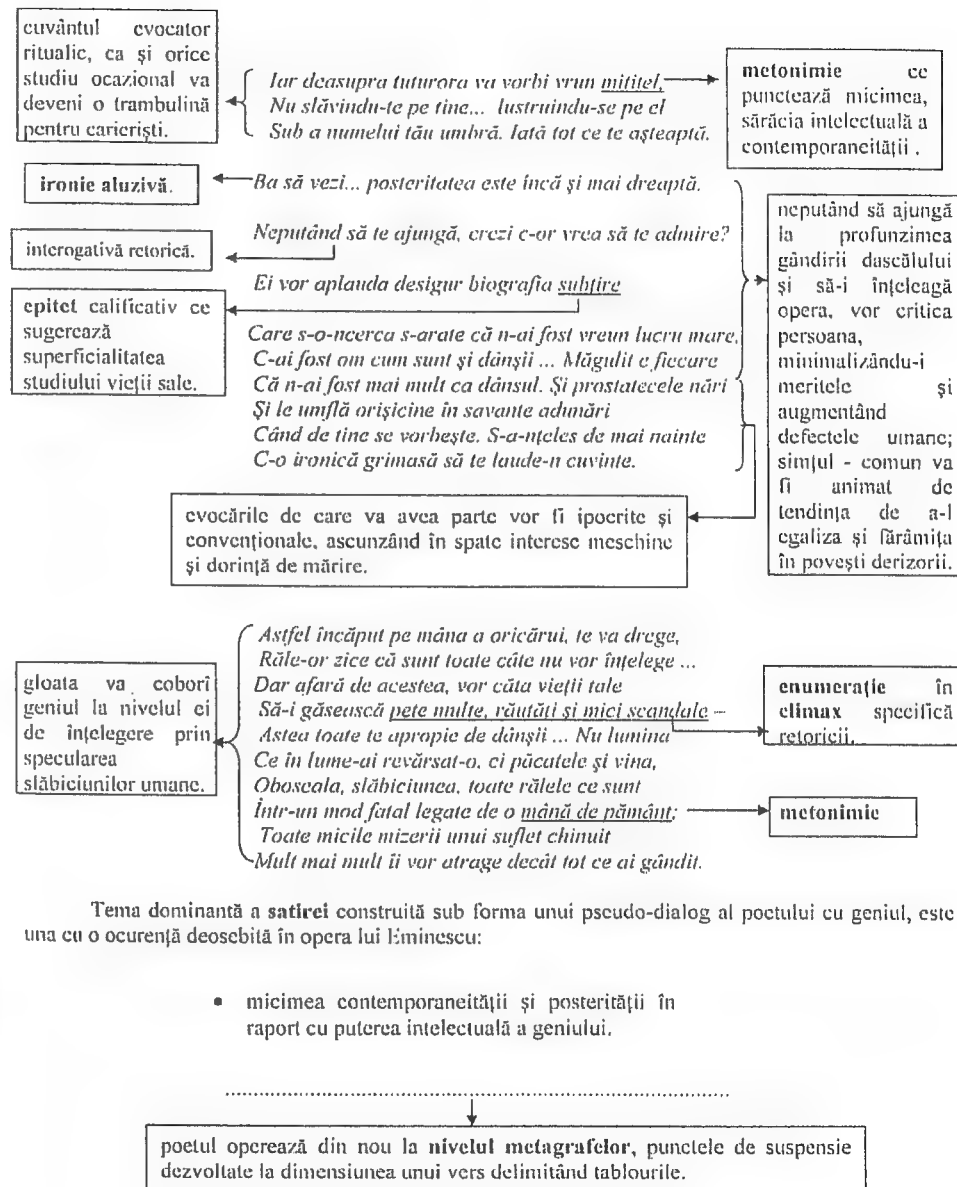 cuvântul evocator
ritualic, ca și orice
studiu ocazional va
deveni o trambulină
pentru carieriști.
Iar deasupra tuturora va vorbi vrun mititel,
Nu slăvindu-te pe tine... lustruindu-se pe el
Sub a numelui tău umbră. Iată tot ce te așteaptă.
metonimie ce
punctează micimea,
sărăcia intelectuală a
contemporaneității .
ironie aluzivă.
Ba să vezi... posteritatea este încă și mai dreaptă.
interogativă retorică.
Neputând să te ajungă, crezi c-or vrea să te admire?
Ei vor aplauda desigur biografia subțire
epitet calificativ ce
sugerează
superficialitatea
studiului vieții sale.
Care s-o-ncerca s-arate că n-ai fost vreun lucru mare,
C-ai fost om cum sunt și dânșii ... Măgulit e fiecare
Că n-ai fost mai mult ca dânsul. Și prostatecele nări
Și le umflă orișicine în savante adunări
Când de tine se vorbește. S-a-nțeles de mai nainte
C-o ironică grimasă să te laude-n cuvinte.
neputând să ajungă
la profunzimea
gândirii dascălului
și să-i înțeleagă
opera, vor critica
persoana,
minimalizându-i
meritele și
augmentând
defectele umane;
simțul - comun va
fi animat de
tendința de a-l
egaliza și fărâmița
în povești derizorii.
evocările de care va avea parte vor fi ipocrite și
convenționale, ascunzând în spate interese meschine
și dorință de mărire.
gloata va coborî
geniul la nivelul ei
de înțelegere prin
specularea
slăbiciunilor umane.
Astfel încăput pe mâna a oricărui, te va drege,
Rele-or zice că sunt toate câte nu vor înțelege ...
Dar afară de acestea, vor căta vieții tale
Să-i găsească pete multe, răutăți și mici scandale –
Astea toate te apropie de dânșii ... Nu lumina
Ce în lume-ai revărsat-o, ci păcatele și vina,
Oboseala, slăbiciunea, toate rălele ce sunt
Într-un mod fatal legate de o mână de pământ;
Toate micile mizerii unui suflet chinuit
Mult mai mult îi vor atrage decât tot ce ai gândit.
enumerație în
climax specifică
retoricii.
metonimie
Tema dominantă a satirei construită sub forma unui pseudo-dialog al poetului cu geniul, este
una cu o ocurență deosebită în opera lui Eminescu:
• micimea contemporaneității și posterității în
raport cu puterea intelectuală a geniului.
poetul operează din nou la nivelul metagrafelor, punctele de suspensie
dezvoltate la dimensiunea unui vers delimitând tablourile.